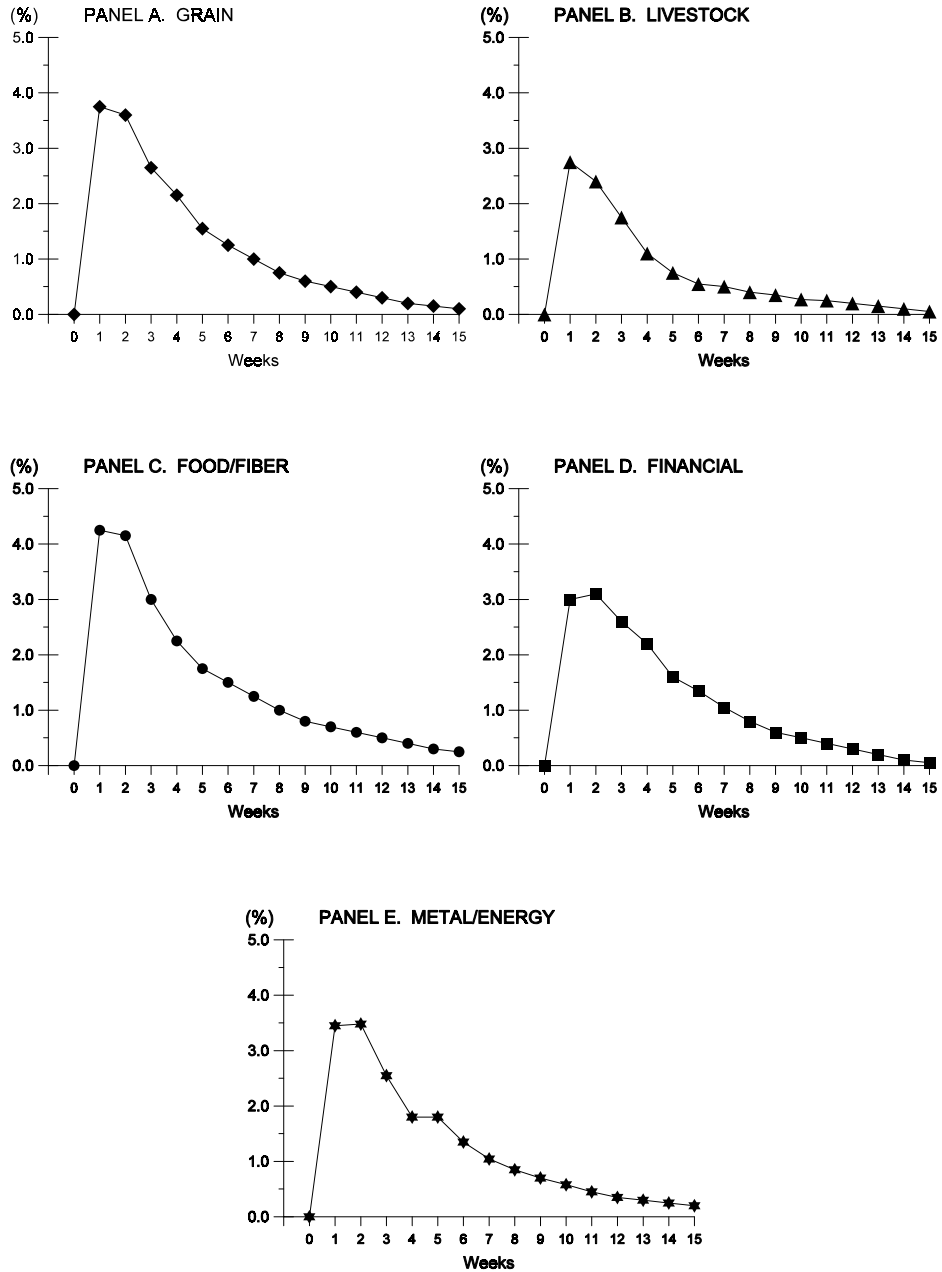 (%) PANEL A. GRAIN
5.0
4.0
3.0
2.0
1.0
0.0
0 1 2 3 4 5 6 7 8 9 10 11 12 13 14 15
Weeks
(%) PANEL B. LIVESTOCK
5.0
4.0
3.0
2.0
1.0
0.0
0 1 2 3 4 5 6 7 8 9 10 11 12 13 14 15
Weeks
(%) PANEL C. FOOD/FIBER
5.0
4.0
3.0
2.0
1.0
0.0
0 1 2 3 4 5 6 7 8 9 10 11 12 13 14 15
Weeks
(%) PANEL D. FINANCIAL
5.0
4.0
3.0
2.0
1.0
0.0
0 1 2 3 4 5 6 7 8 9 10 11 12 13 14 15
Weeks
(%) PANEL E. METAL/ENERGY
5.0
4.0
3.0
2.0
1.0
0.0
0 1 2 3 4 5 6 7 8 9 10 11 12 13 14 15
Weeks